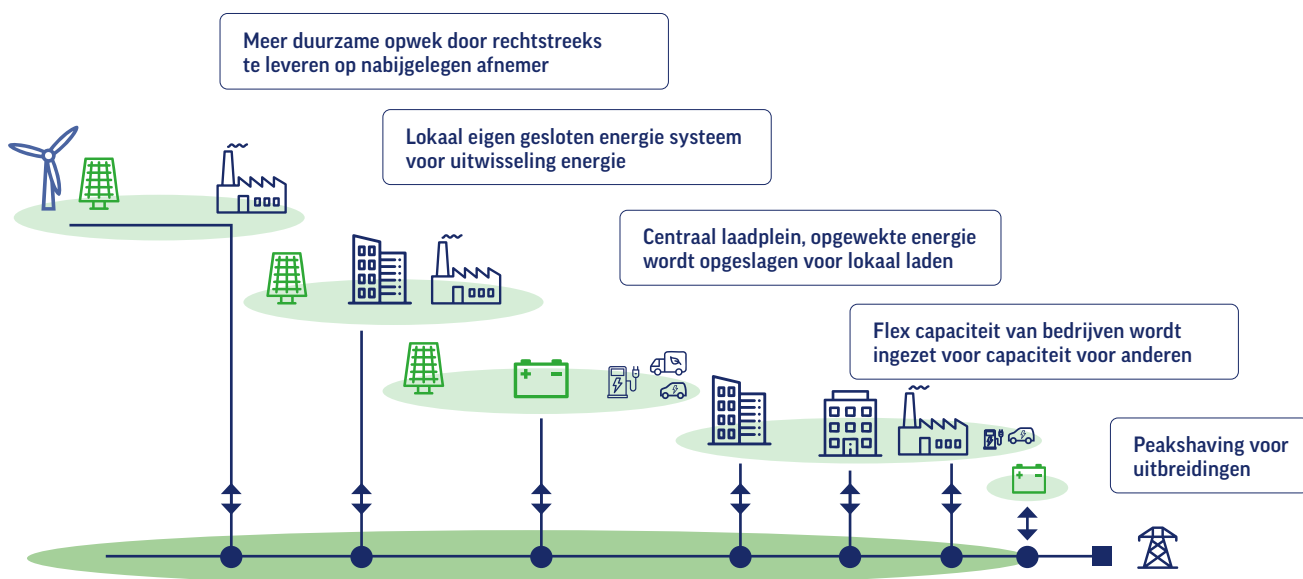 Meer duurzame opwek door rechtstreeks
te leveren op nabijgelegen afnemer
Lokaal eigen gesloten energie systeem
voor uitwisseling energie
Centraal laadplein, opgewekte energie
wordt opgeslagen voor lokaal laden
Flex capaciteit van bedrijven wordt
ingezet voor capaciteit voor anderen
Peakshaving voor
uitbreidingen